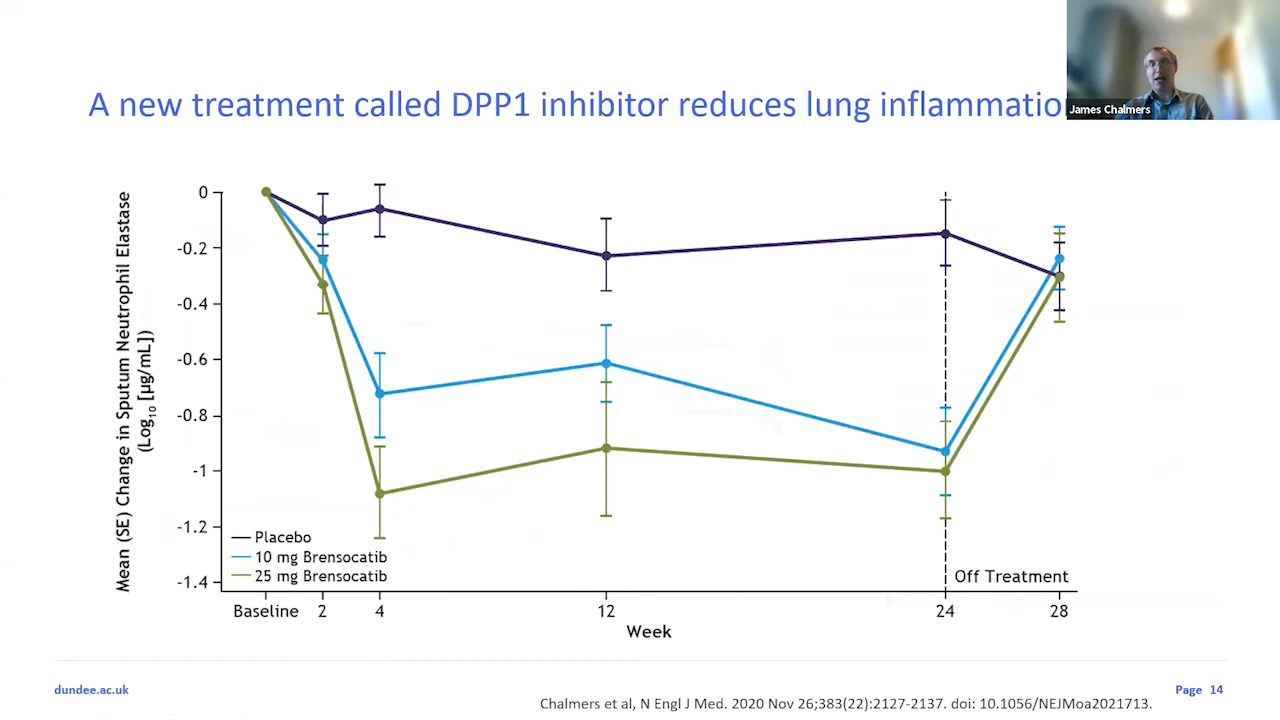 A new treatment called DPP1 inhibitor reduces lung inflammatio
James Chalmers
Mean (SE) Change in Sputum Neutrophil Elastase
(Log10 [µg/mL])
0
-0.2
-0.4
-0.6
-0.8
-1
-1.2
-1.4
Placebo
10 mg Brensocatib
25 mg Brensocatib
Off Treatment
Baseline 2 4 12 24 28
Week
dundee.ac.uk
Page 14
Chalmers et al, N Engl J Med. 2020 Nov 26;383(22):2127-2137. doi: 10.1056/NEJMoa2021713.